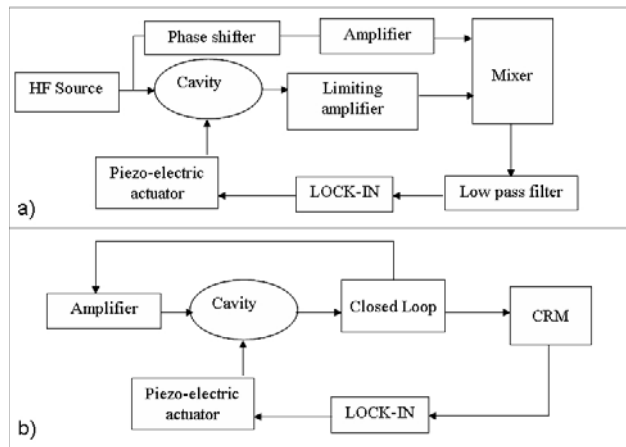 Phase shifter
Amplifier
Mixer
HF Source
Cavity
Limiting
amplifier
Piezo-electric
actuator
LOCK-IN
Low pass filter
a)
Amplifier
Cavity
Closed Loop
CRM
Piezo-electric
actuator
LOCK-IN
b)